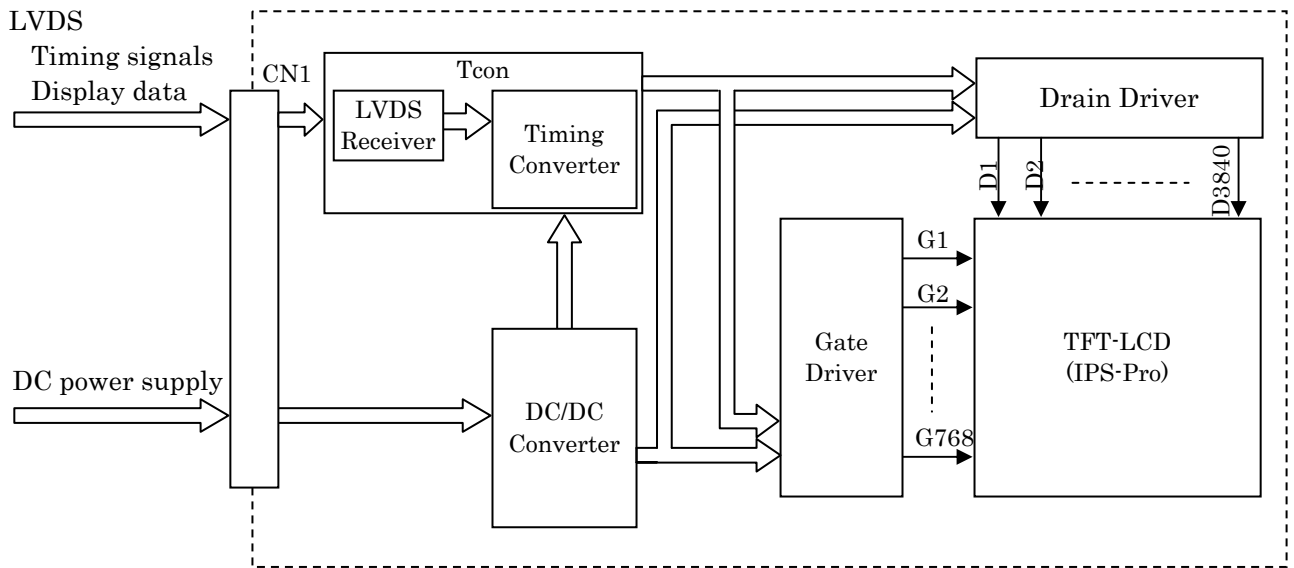 LVDS
Timing signals
Display data
CN1
Tcon
LVDS
Receiver
Timing
Converter
Drain Driver
D1
D2
D3840
G1
G2
G768
Gate
Driver
TFT-LCD
(IPS-Pro)
DC power supply
DC/DC
Converter